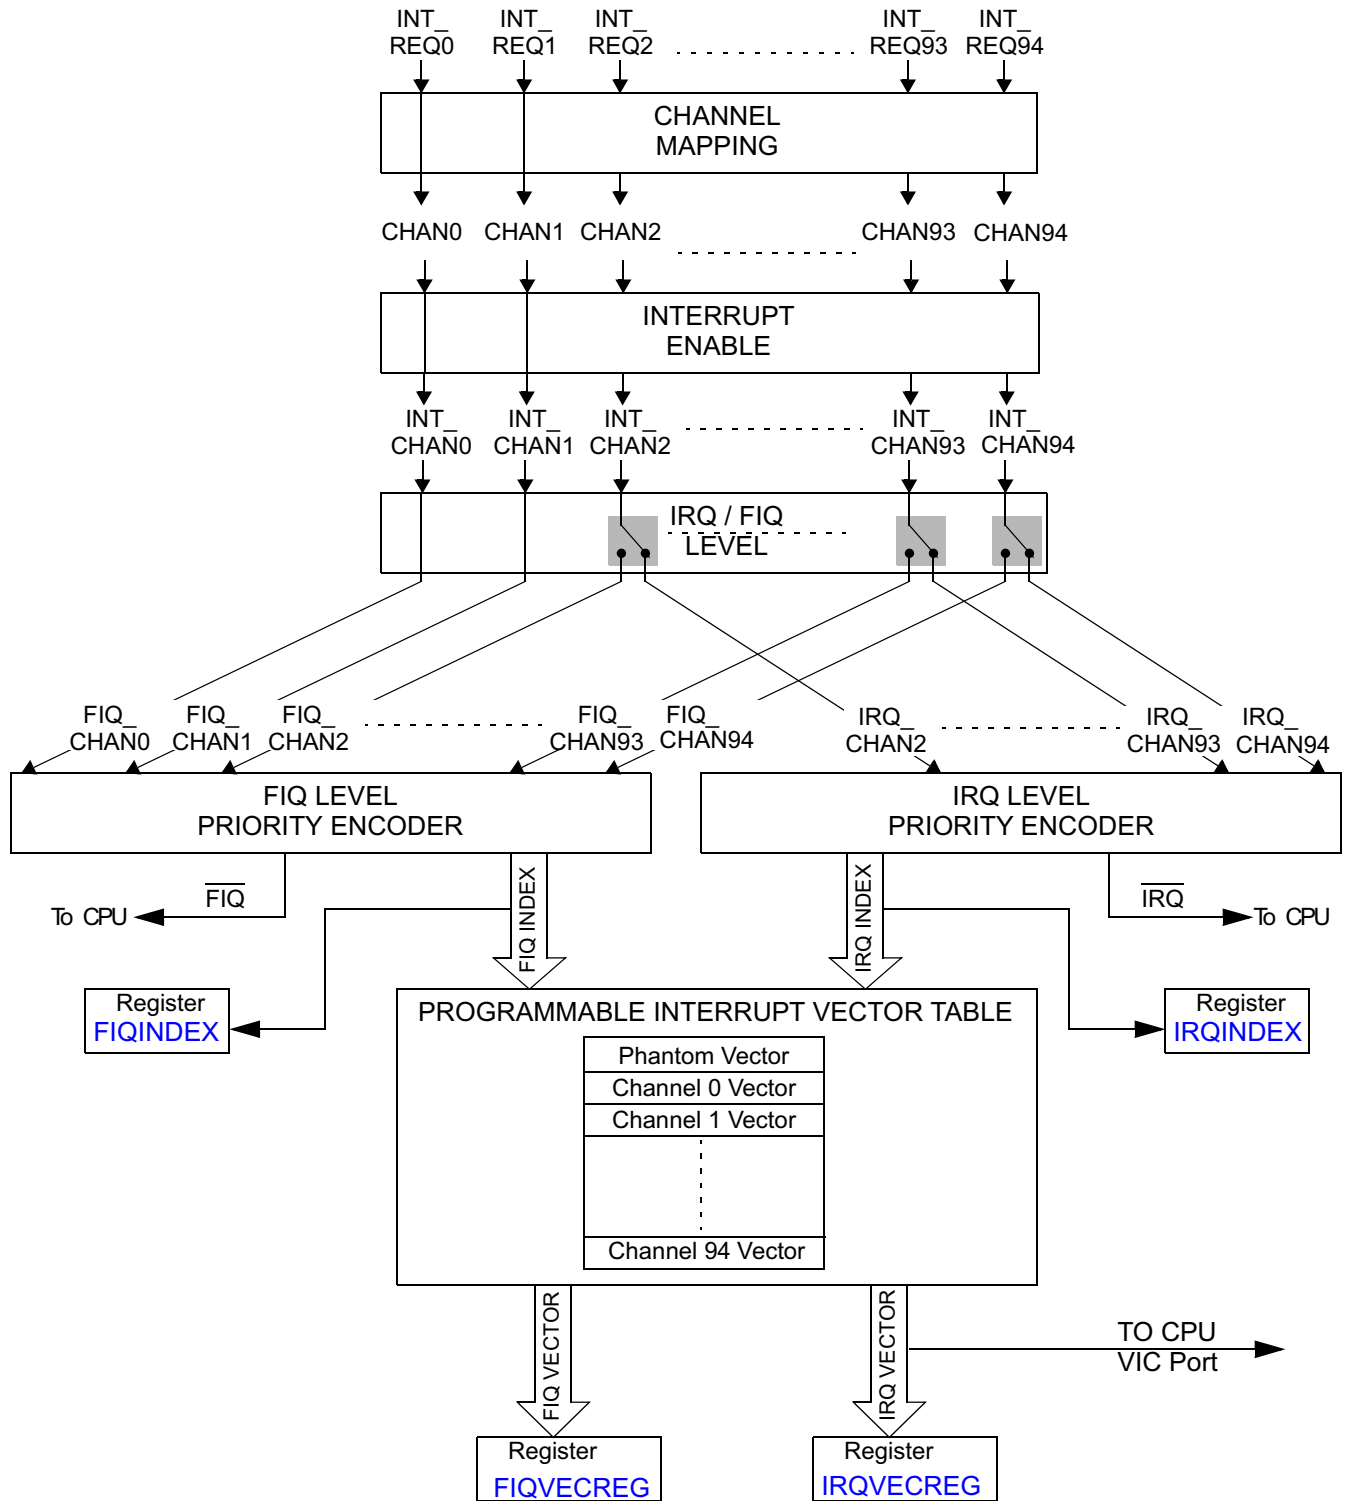 INT_ INT_ INT_ INT_ INT_
REQ0 REQ1 REQ2 REQ93 REQ94
CHANNEL
MAPPING
CHAN0 CHAN1 CHAN2 CHAN93 CHAN94
INTERRUPT
ENABLE
INT_ INT_ INT_ INT_ INT_
CHAN0 CHAN1 CHAN2 CHAN93 CHAN94
IRQ / FIQ
LEVEL
FIQ_ FIQ_ FIQ_ FIQ_ FIQ_ IRQ_ IRQ_ IRQ_
CHAN0 CHAN1 CHAN2 CHAN93 CHAN94 CHAN2 CHAN93 CHAN94
FIQ LEVEL
PRIORITY ENCODER
IRQ LEVEL
PRIORITY ENCODER
To CPU FIQ
FIQ INDEX
IRQ INDEX
IRQ To CPU
Register
FIQINDEX
Register
IRQINDEX
PROGRAMMABLE INTERRUPT VECTOR TABLE
Phantom Vector
Channel 0 Vector
Channel 1 Vector
Channel 94 Vector
FIQ VECTOR
IRQ VECTOR
TO CPU
VIC Port
Register
FIQVECREG
Register
IRQVECREG